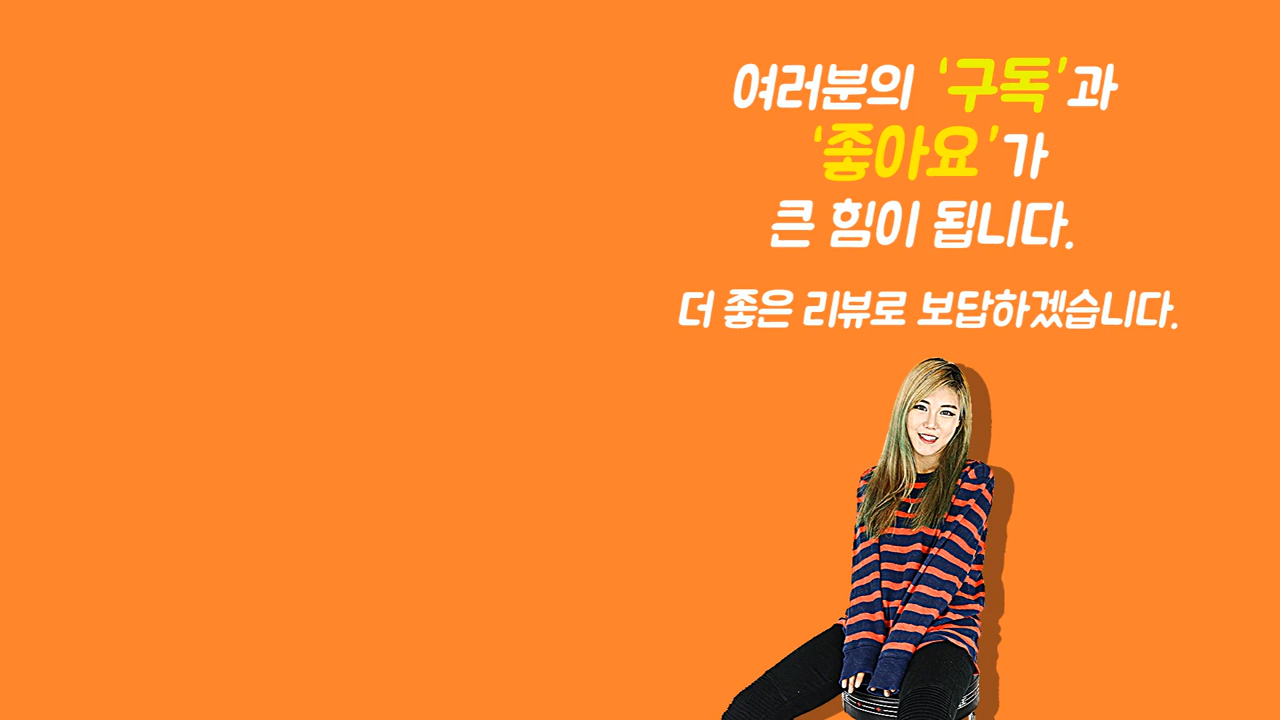 여러분의 '구독'과
'좋아요'가
큰 힘이 됩니다.
더 좋은 리뷰로 보답하겠습니다.